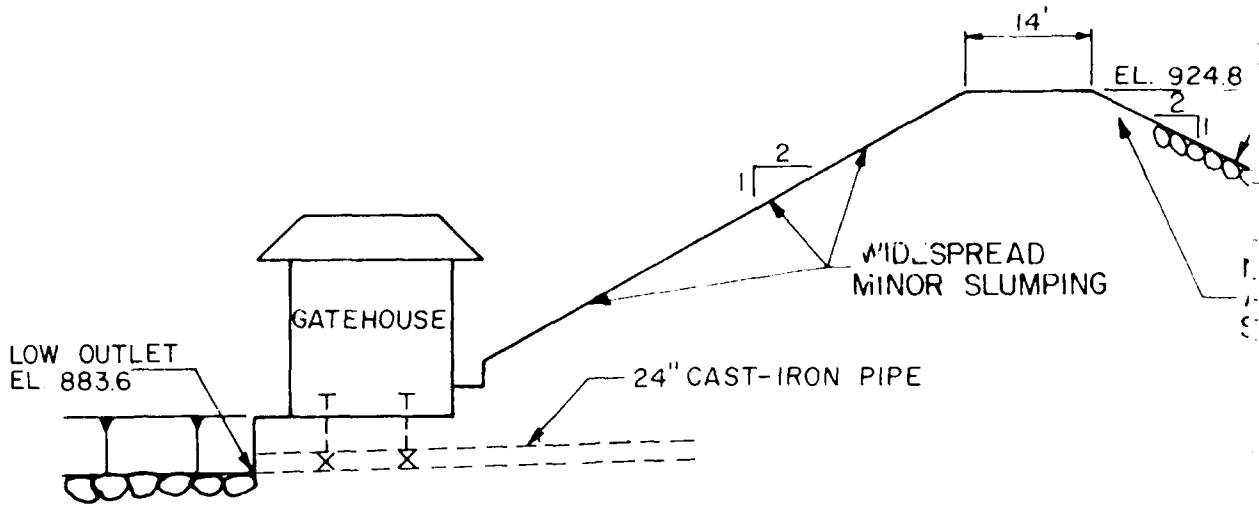 14'
EL. 924.8
2
1
2
1
WIDESPREAD
MINOR SLUMPING
GATEHOUSE
LOW OUTLET
EL 883.6
24" CAST-IRON PIPE
T T